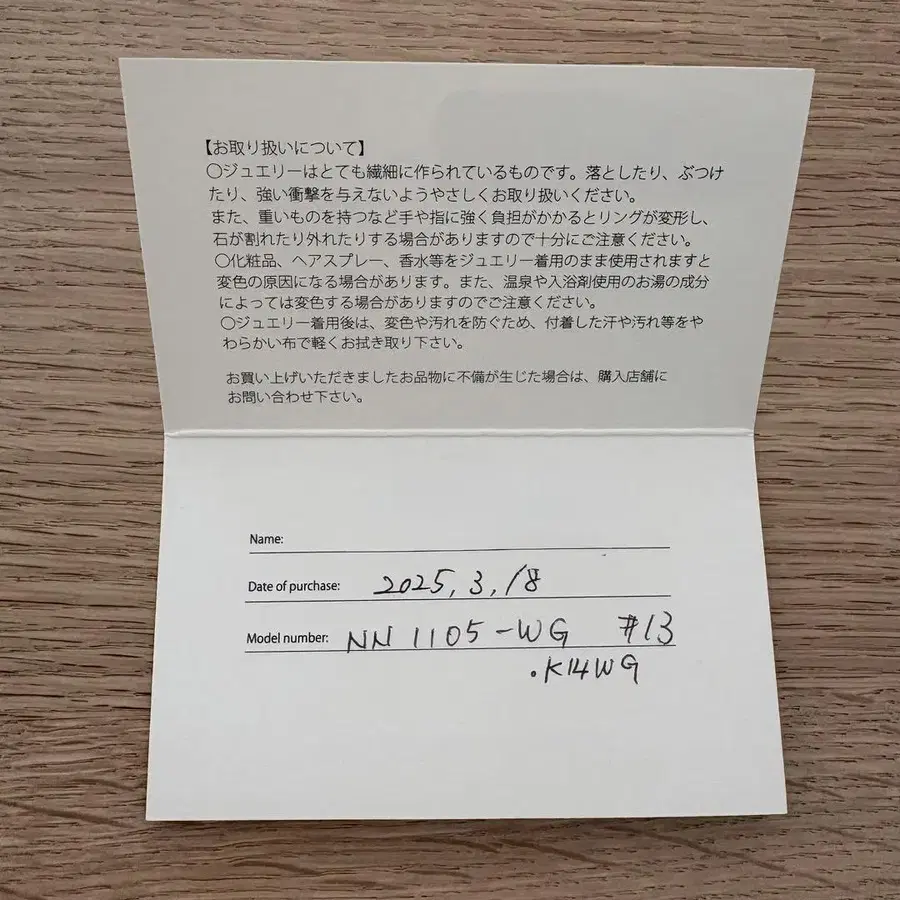 【お取り扱いについて】
○ジュエリーはとても繊細に作られているものです。落としたり、ぶつけ
たり、強い衝撃を与えないようやさしくお取り扱いください。
また、重いものを持つなど手や指に強く負担がかかるとリングが変形し、
石が割れたり外れたりする場合がありますので十分にご注意ください。
○化粧品、ヘアスプレー、香水等をジュエリー着用のまま使用されますと
変色の原因になる場合があります。また、温泉や入浴剤使用のお湯の成分
によっては変色する場合がありますのでご注意ください。
○ジュエリー着用後は、変色や汚れを防ぐため、付着した汗や汚れ等をや
わらかい布で軽くお拭き取り下さい。
お買い上げいただきましたお品物に不備が生じた場合は、購入店舗に
お問い合わせ下さい。
Name:
Date of purchase: 2025, 3, 18
Model number: NN 1105-WG #13
.K14WG